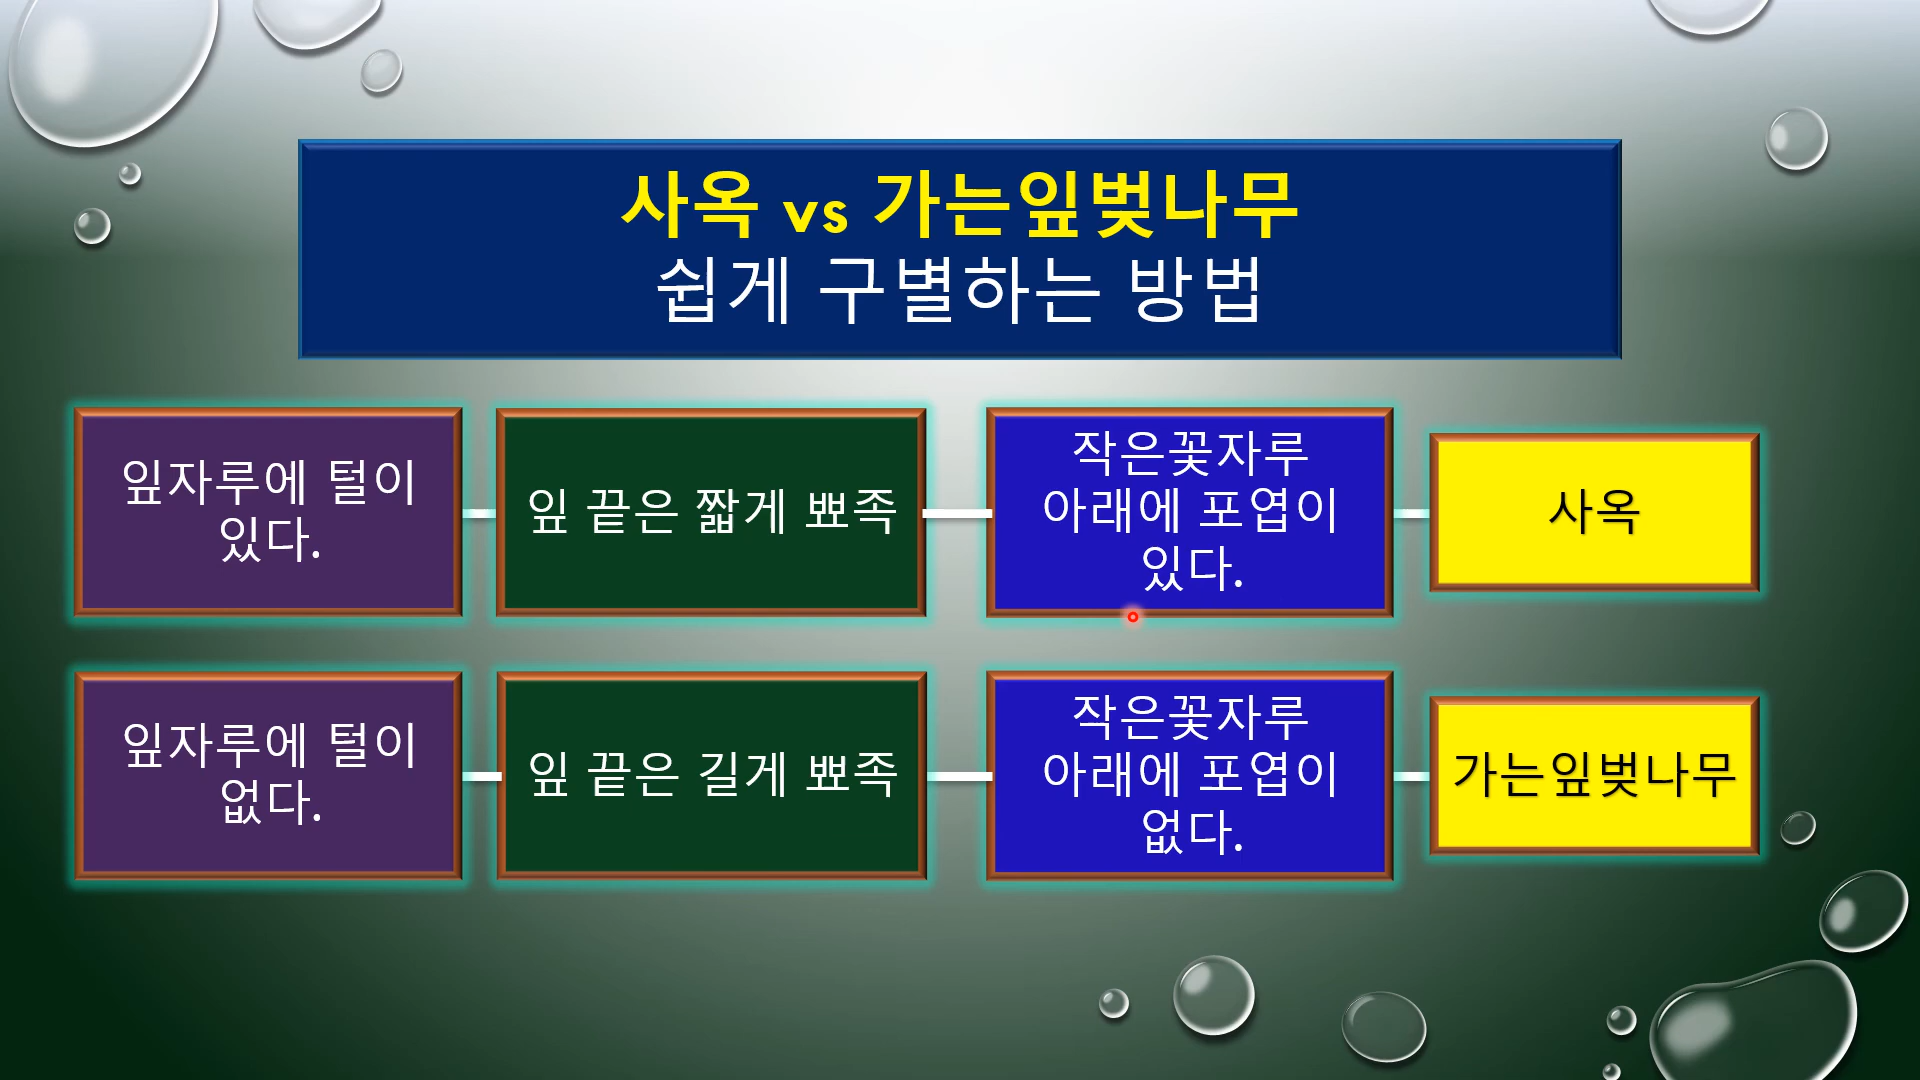 사옥 vs 가는잎벚나무
쉽게 구별하는 방법
잎자루에 털이
있다.
잎 끝은 짧게 뾰족
작은꽃자루
아래에 포엽이
있다.
사옥
잎자루에 털이
없다.
잎 끝은 길게 뾰족
작은꽃자루
아래에 포엽이
없다.
가는잎벚나무